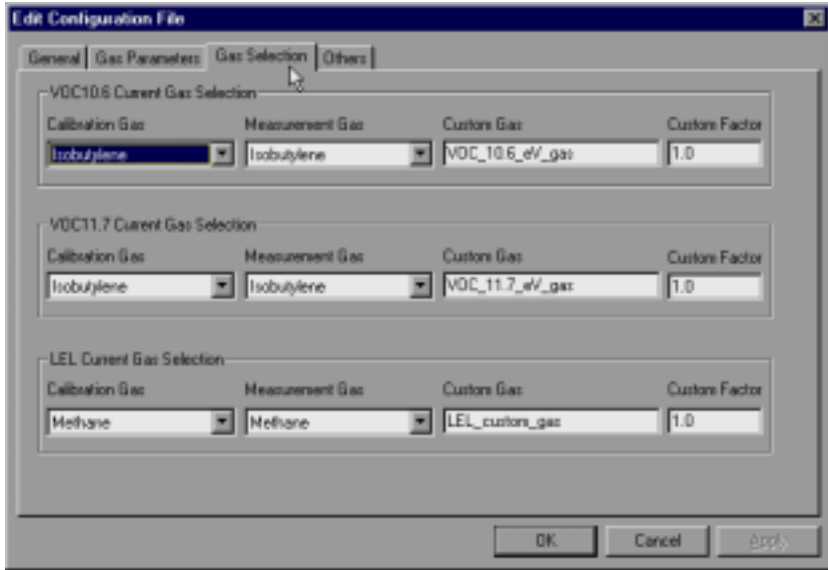 Edit Configuration File
General Gas Parameters Gas Selection Others
VOC10.6 Current Gas Selection
Calibration Gas Measurement Gas Custom Gas Custom Factor
Isobutylene Isobutylene VOC_10.6_eV_gas 1.0
VOC11.7 Current Gas Selection
Calibration Gas Measurement Gas Custom Gas Custom Factor
Isobutylene Isobutylene VOC_11.7_eV_gas 1.0
LEL Current Gas Selection
Calibration Gas Measurement Gas Custom Gas Custom Factor
Methane Methane LEL_custom_gas 1.0
OK Cancel Apply